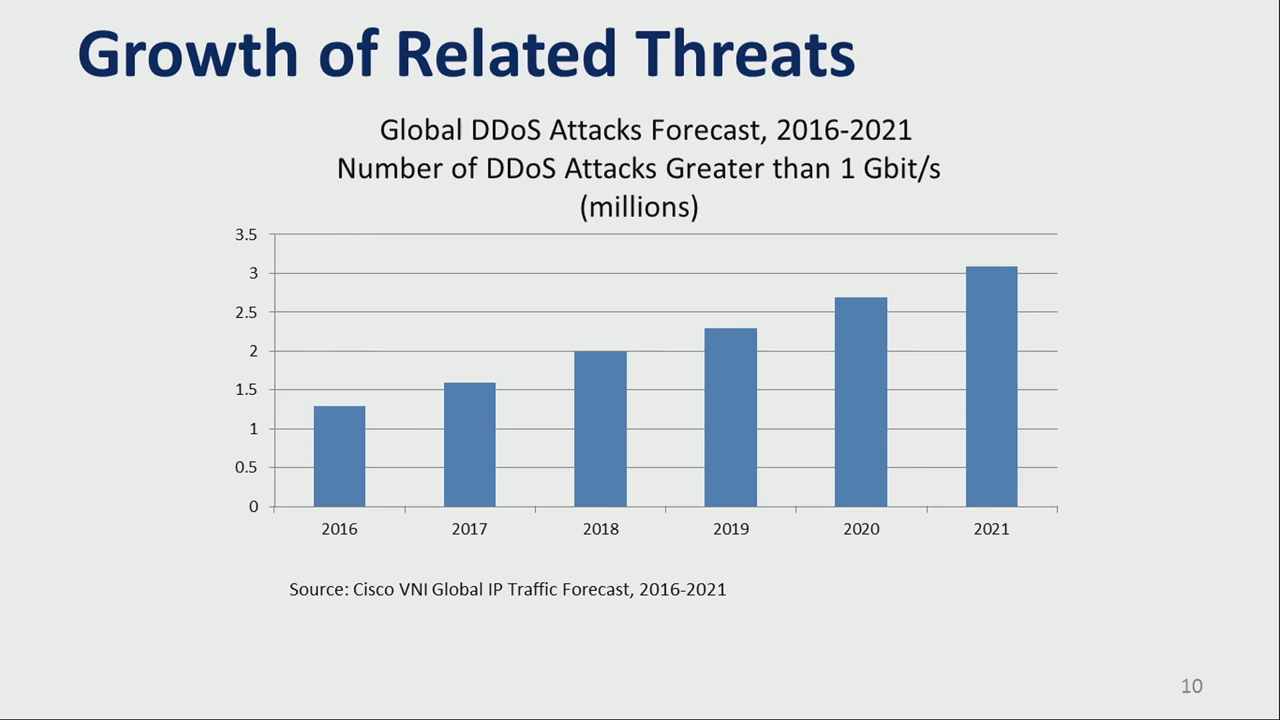 Growth of Related Threats
Global DDoS Attacks Forecast, 2016-2021
Number of DDoS Attacks Greater than 1 Gbit/s
(millions)
3.5
3
2.5
2
1.5
1
0.5
0
2016 2017 2018 2019 2020 2021
Source: Cisco VNI Global IP Traffic Forecast, 2016-2021
10